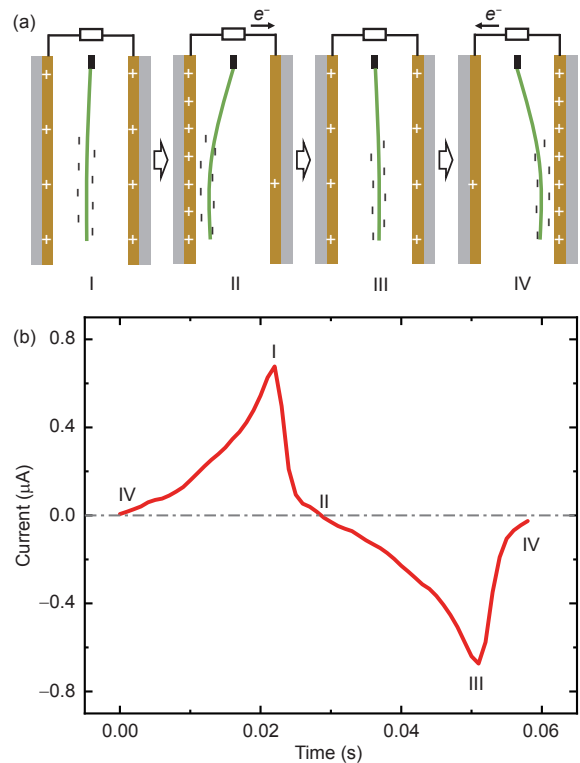 (a)
e⁻
e⁻
+ + + + +
+ + + + +
+ + + + + + +
+
+ + + + +
+ + + + +
+
+ + + + + + +
I
II
III
IV
(b)
0.8
0.4
0.0
−0.4
−0.8
Current (μA)
IV
I
II
III
IV
0.00
0.02
0.04
0.06
Time (s)